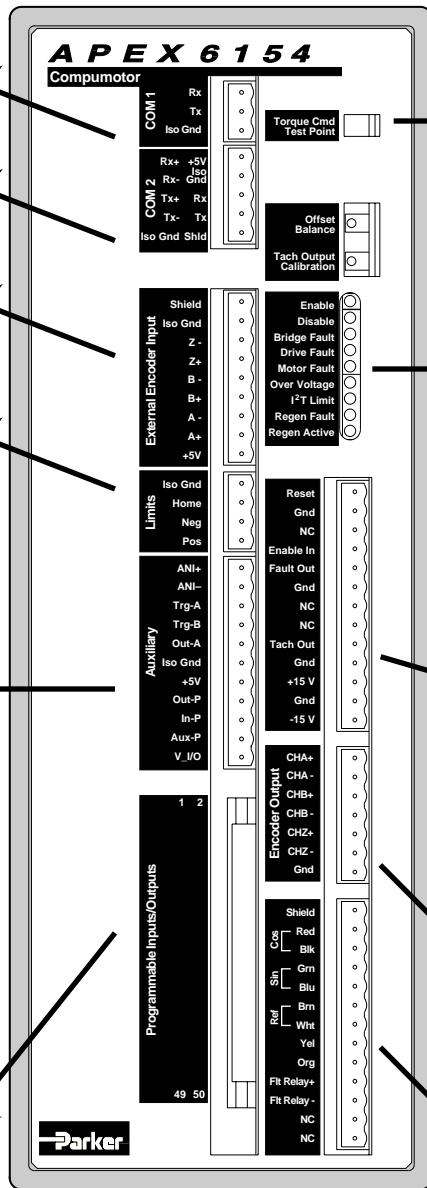 APEX 6154
Compumotor
COM 1
Rx
Tx
Iso Gnd
COM 2
Rx+ +5V
Rx- Iso Gnd
Tx+ Rx
Tx- Tx
Iso Gnd Shld
External Encoder Input
Shield
Iso Gnd
Z -
Z+
B -
B+
A -
A+
+5V
Limits
Iso Gnd
Home
Neg
Pos
Auxiliary
ANI+
ANI–
Trg-A
Trg-B
Out-A
Iso Gnd
+5V
Out-P
In-P
Aux-P
V_I/O
Programmable Inputs/Outputs
1 2
49 50
Parker
Torque Cmd
Test Point
Offset
Balance
Tach Output
Calibration
Enable
Disable
Bridge Fault
Drive Fault
Motor Fault
Over Voltage
I²T Limit
Regen Fault
Regen Active
Reset
Gnd
NC
Enable In
Fault Out
Gnd
NC
NC
Tach Out
Gnd
+15 V
Gnd
-15 V
Encoder Output
CHA+
CHA -
CHB+
CHB -
CHZ+
CHZ -
Gnd
Shield
Cos
Red
Blk
Sin
Grn
Blu
Ref
Brn
Wht
Yel
Org
Flt Relay+
Flt Relay -
NC
NC